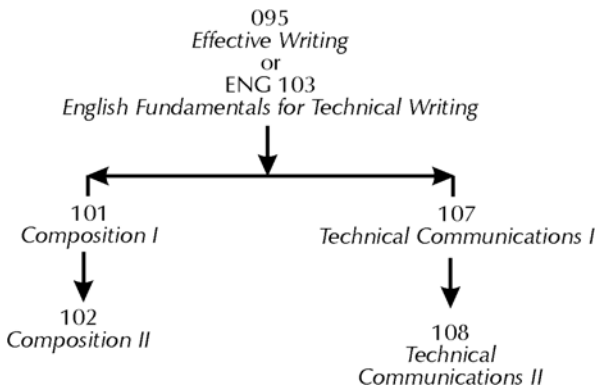 095
Effective Writing
or
ENG 103
English Fundamentals for Technical Writing
101
Composition I
102
Composition II
107
Technical Communications I
108
Technical
Communications II